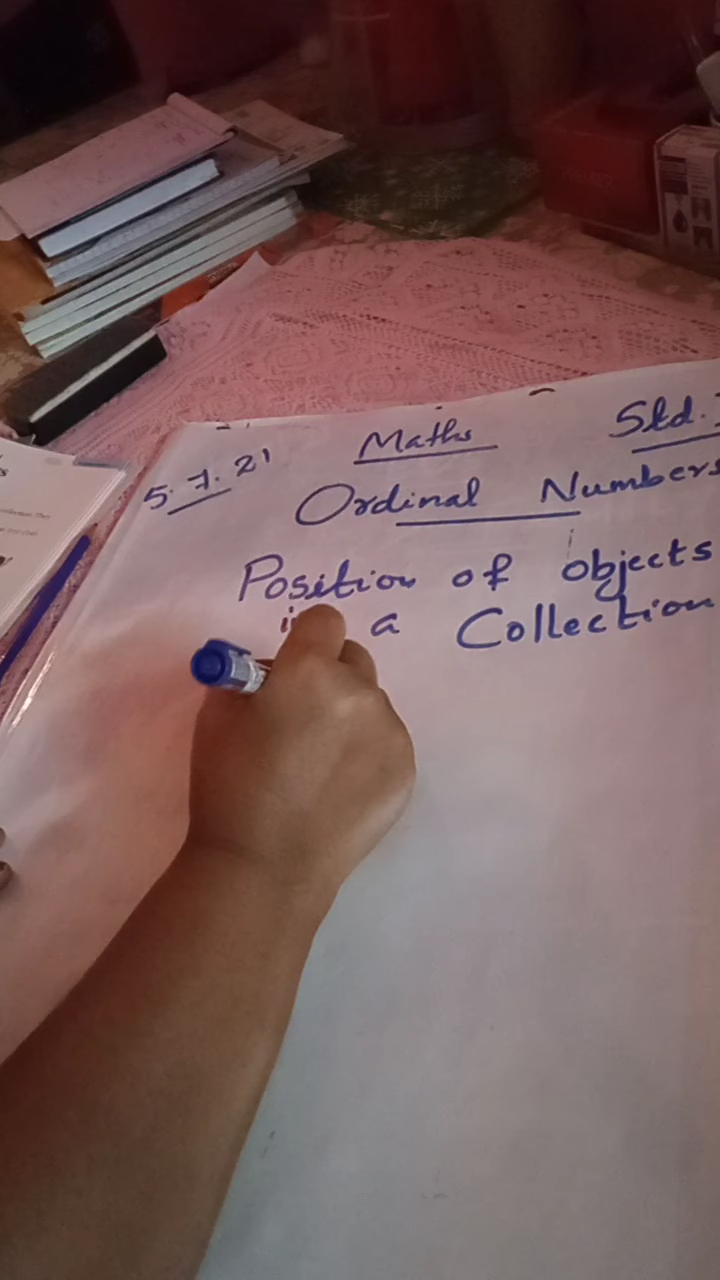 5.7.21 Maths Std.
Ordinal Numbers
Position of objects
a Collection